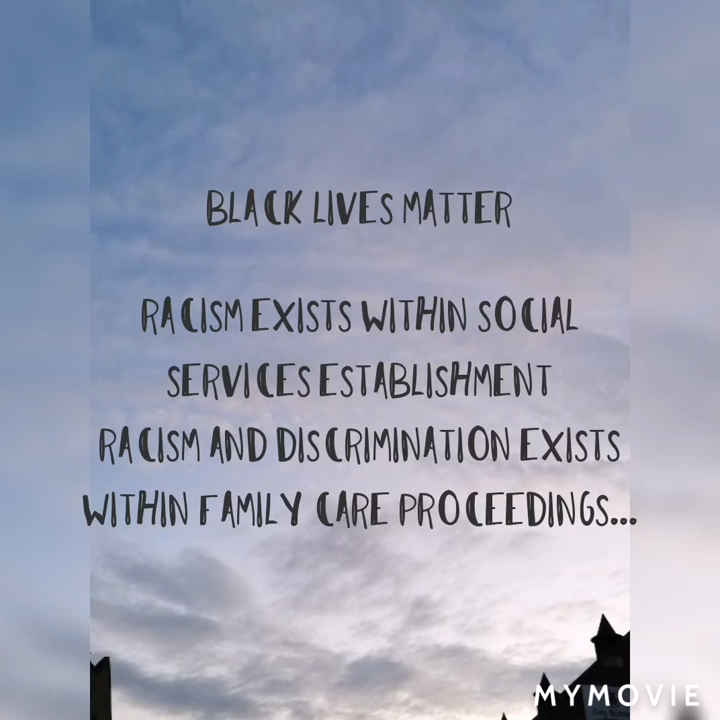 BLACK LIVES MATTER
RACISM EXISTS WITHIN SOCIAL
SERVICES ESTABLISHMENT
RACISM AND DISCRIMINATION EXISTS
WITHIN FAMILY CARE PROCEEDINGS...
MYMOVIE